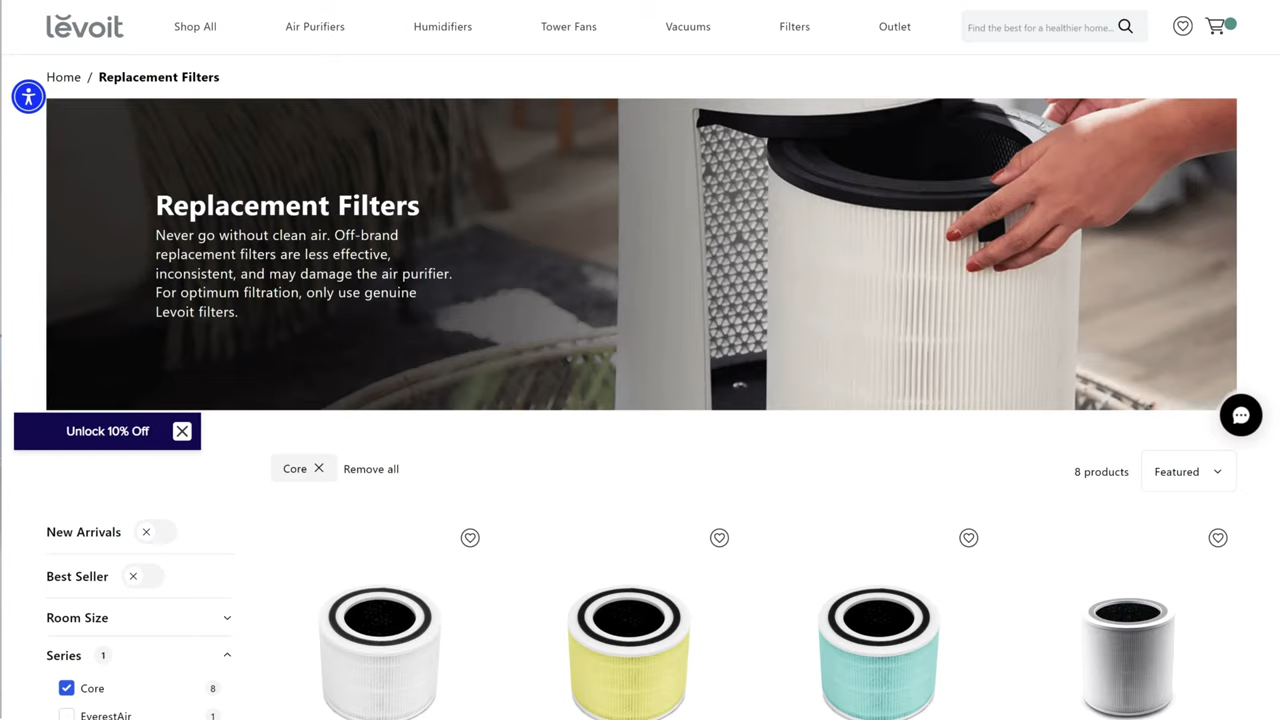 levoit
Shop All
Air Purifiers
Humidifiers
Tower Fans
Vacuums
Filters
Outlet
Find the best for a healthier home...
Home / Replacement Filters
Replacement Filters
Never go without clean air. Off-brand
replacement filters are less effective,
inconsistent, and may damage the air purifier.
For optimum filtration, only use genuine
Levoit filters.
Unlock 10% Off
Core
Remove all
8 products
Featured
New Arrivals
Best Seller
Room Size
Series 1
Core 8
EverestAir 1